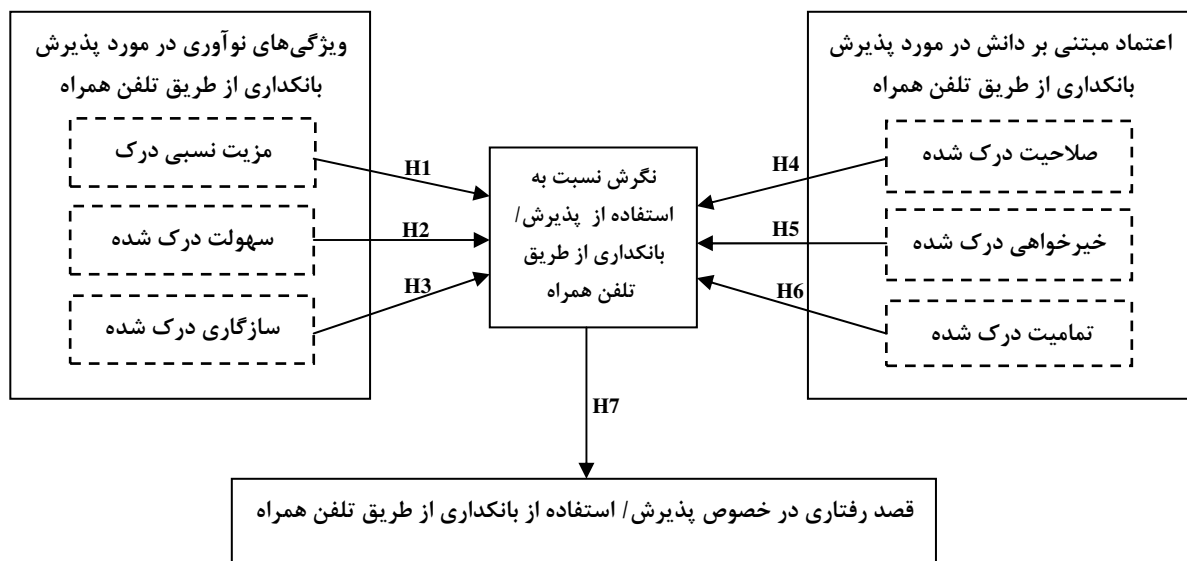 ویژگی‌های نوآوری در مورد پذیرش
بانکداری از طریق تلفن همراه
مزیت نسبی درک
سهولت درک شده
سازگاری درک شده
H1
H2
H3
نگرش نسبت به
استفاده از پذیرش/
بانکداری از طریق
تلفن همراه
اعتماد مبتنی بر دانش در مورد پذیرش
بانکداری از طریق تلفن همراه
صلاحیت درک شده
خیرخواهی درک شده
تمامیت درک شده
H4
H5
H6
H7
قصد رفتاری در خصوص پذیرش/ استفاده از بانکداری از طریق تلفن همراه